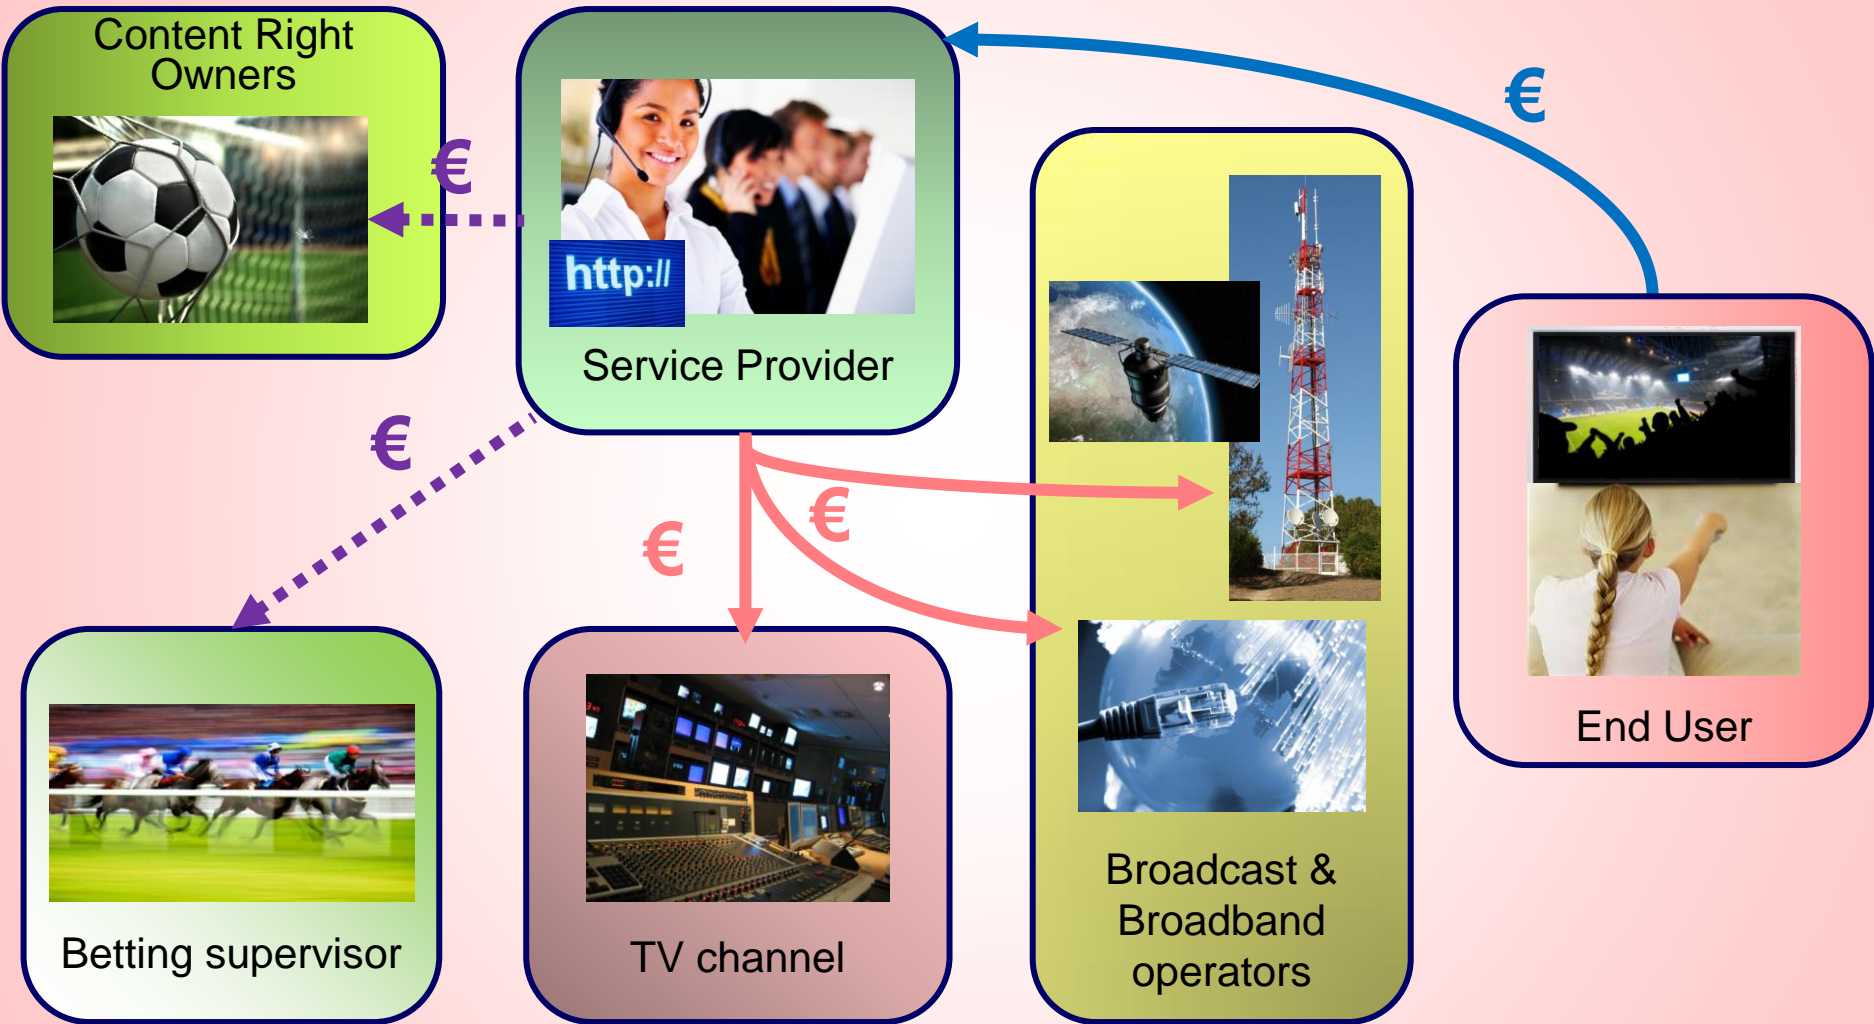 Content Right
Owners
€
http://
Service Provider
€
€
€
€
End User
Betting supervisor
TV channel
Broadcast &
Broadband
operators